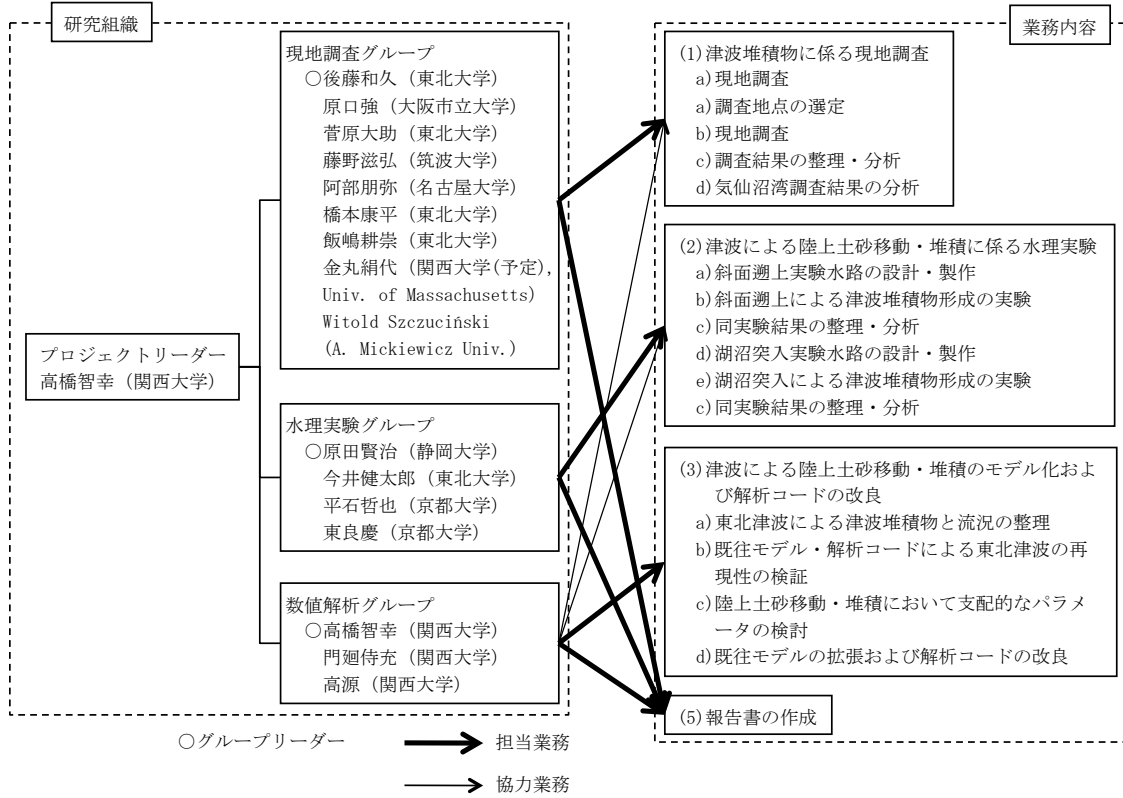 研究組織
現地調査グループ
○後藤和久（東北大学）
原口強（大阪市立大学）
菅原大助（東北大学）
藤野滋弘（筑波大学）
阿部朋弥（名古屋大学）
橋本康平（東北大学）
飯嶋耕崇（東北大学）
金丸絹代（関西大学(予定),
Univ. of Massachusetts)
Witold Szczuciński
(A. Mickiewicz Univ.)
プロジェクトリーダー
高橋智幸（関西大学）
水理実験グループ
○原田賢治（静岡大学）
今井健太郎（東北大学）
平石哲也（京都大学）
東良慶（京都大学）
数値解析グループ
○高橋智幸（関西大学）
門廻侍充（関西大学）
高源（関西大学）
業務内容
(1)津波堆積物に係る現地調査
a)現地調査
a)調査地点の選定
b)現地調査
c)調査結果の整理・分析
d)気仙沼湾調査結果の分析
(2)津波による陸上土砂移動・堆積に係る水理実験
a)斜面遡上実験水路の設計・製作
b)斜面遡上による津波堆積物形成の実験
c)同実験結果の整理・分析
d)湖沼突入実験水路の設計・製作
e)湖沼突入による津波堆積物形成の実験
c)同実験結果の整理・分析
(3)津波による陸上土砂移動・堆積のモデル化およ
び解析コードの改良
a)東北津波による津波堆積物と流況の整理
b)既往モデル・解析コードによる東北津波の再
現性の検証
c)陸上土砂移動・堆積において支配的なパラメ
ータの検討
d)既往モデルの拡張および解析コードの改良
(5)報告書の作成
○グループリーダー
担当業務
協力業務